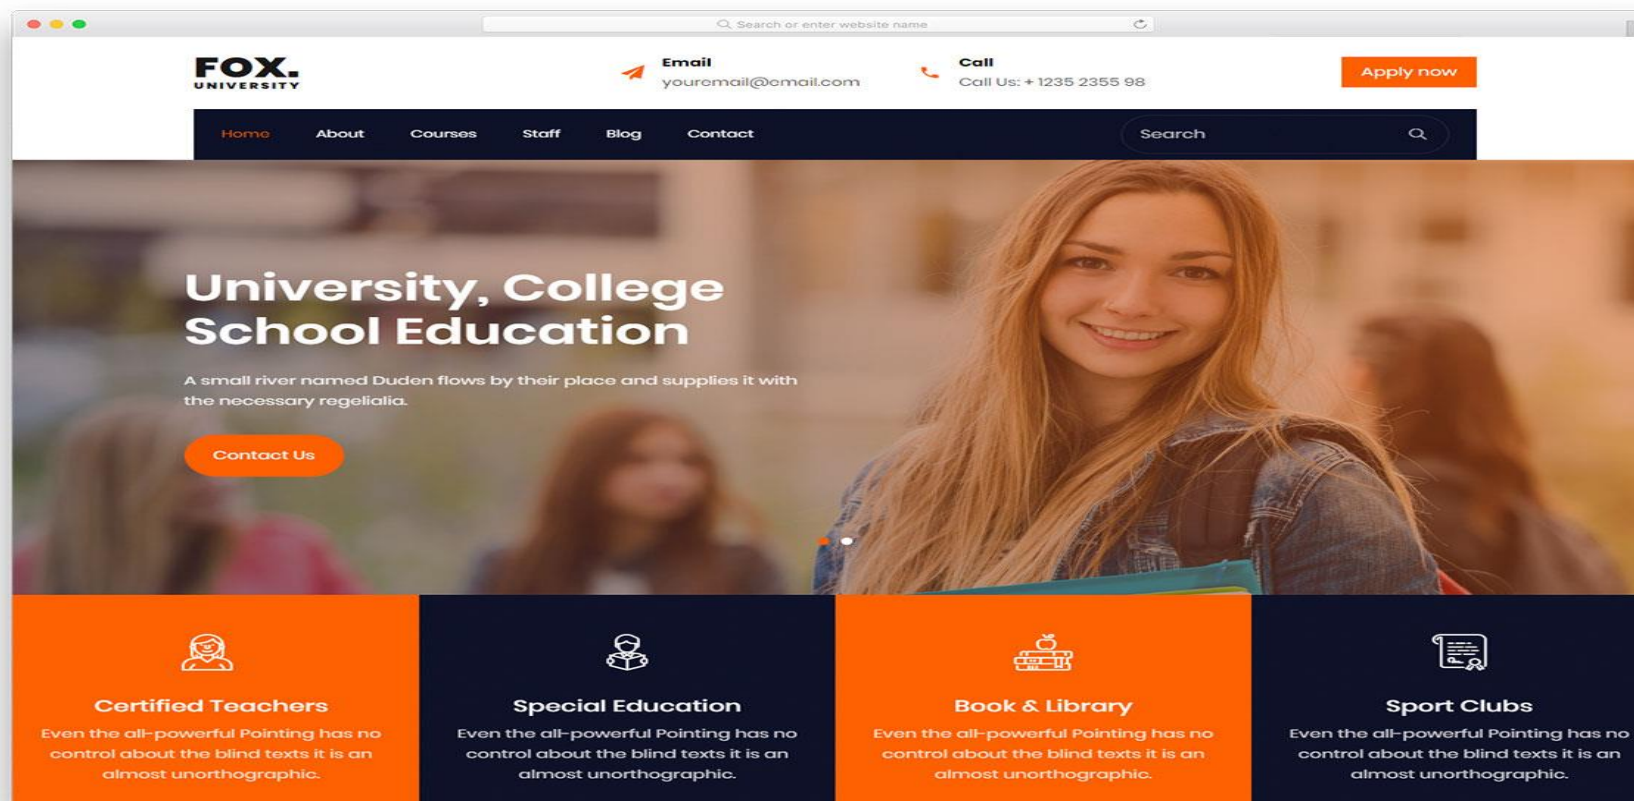 Search or enter website name
FOX.
UNIVERSITY
Email
youremail@email.com
Call
Call Us: + 1235 2355 98
Apply now
Home About Courses Staff Blog Contact Search
University, College
School Education
A small river named Duden flows by their place and supplies it with
the necessary regelialia.
Contact Us
Certified Teachers
Even the all-powerful Pointing has no
control about the blind texts it is an
almost unorthographic.
Special Education
Even the all-powerful Pointing has no
control about the blind texts it is an
almost unorthographic.
Book & Library
Even the all-powerful Pointing has no
control about the blind texts it is an
almost unorthographic.
Sport Clubs
Even the all-powerful Pointing has no
control about the blind texts it is an
almost unorthographic.